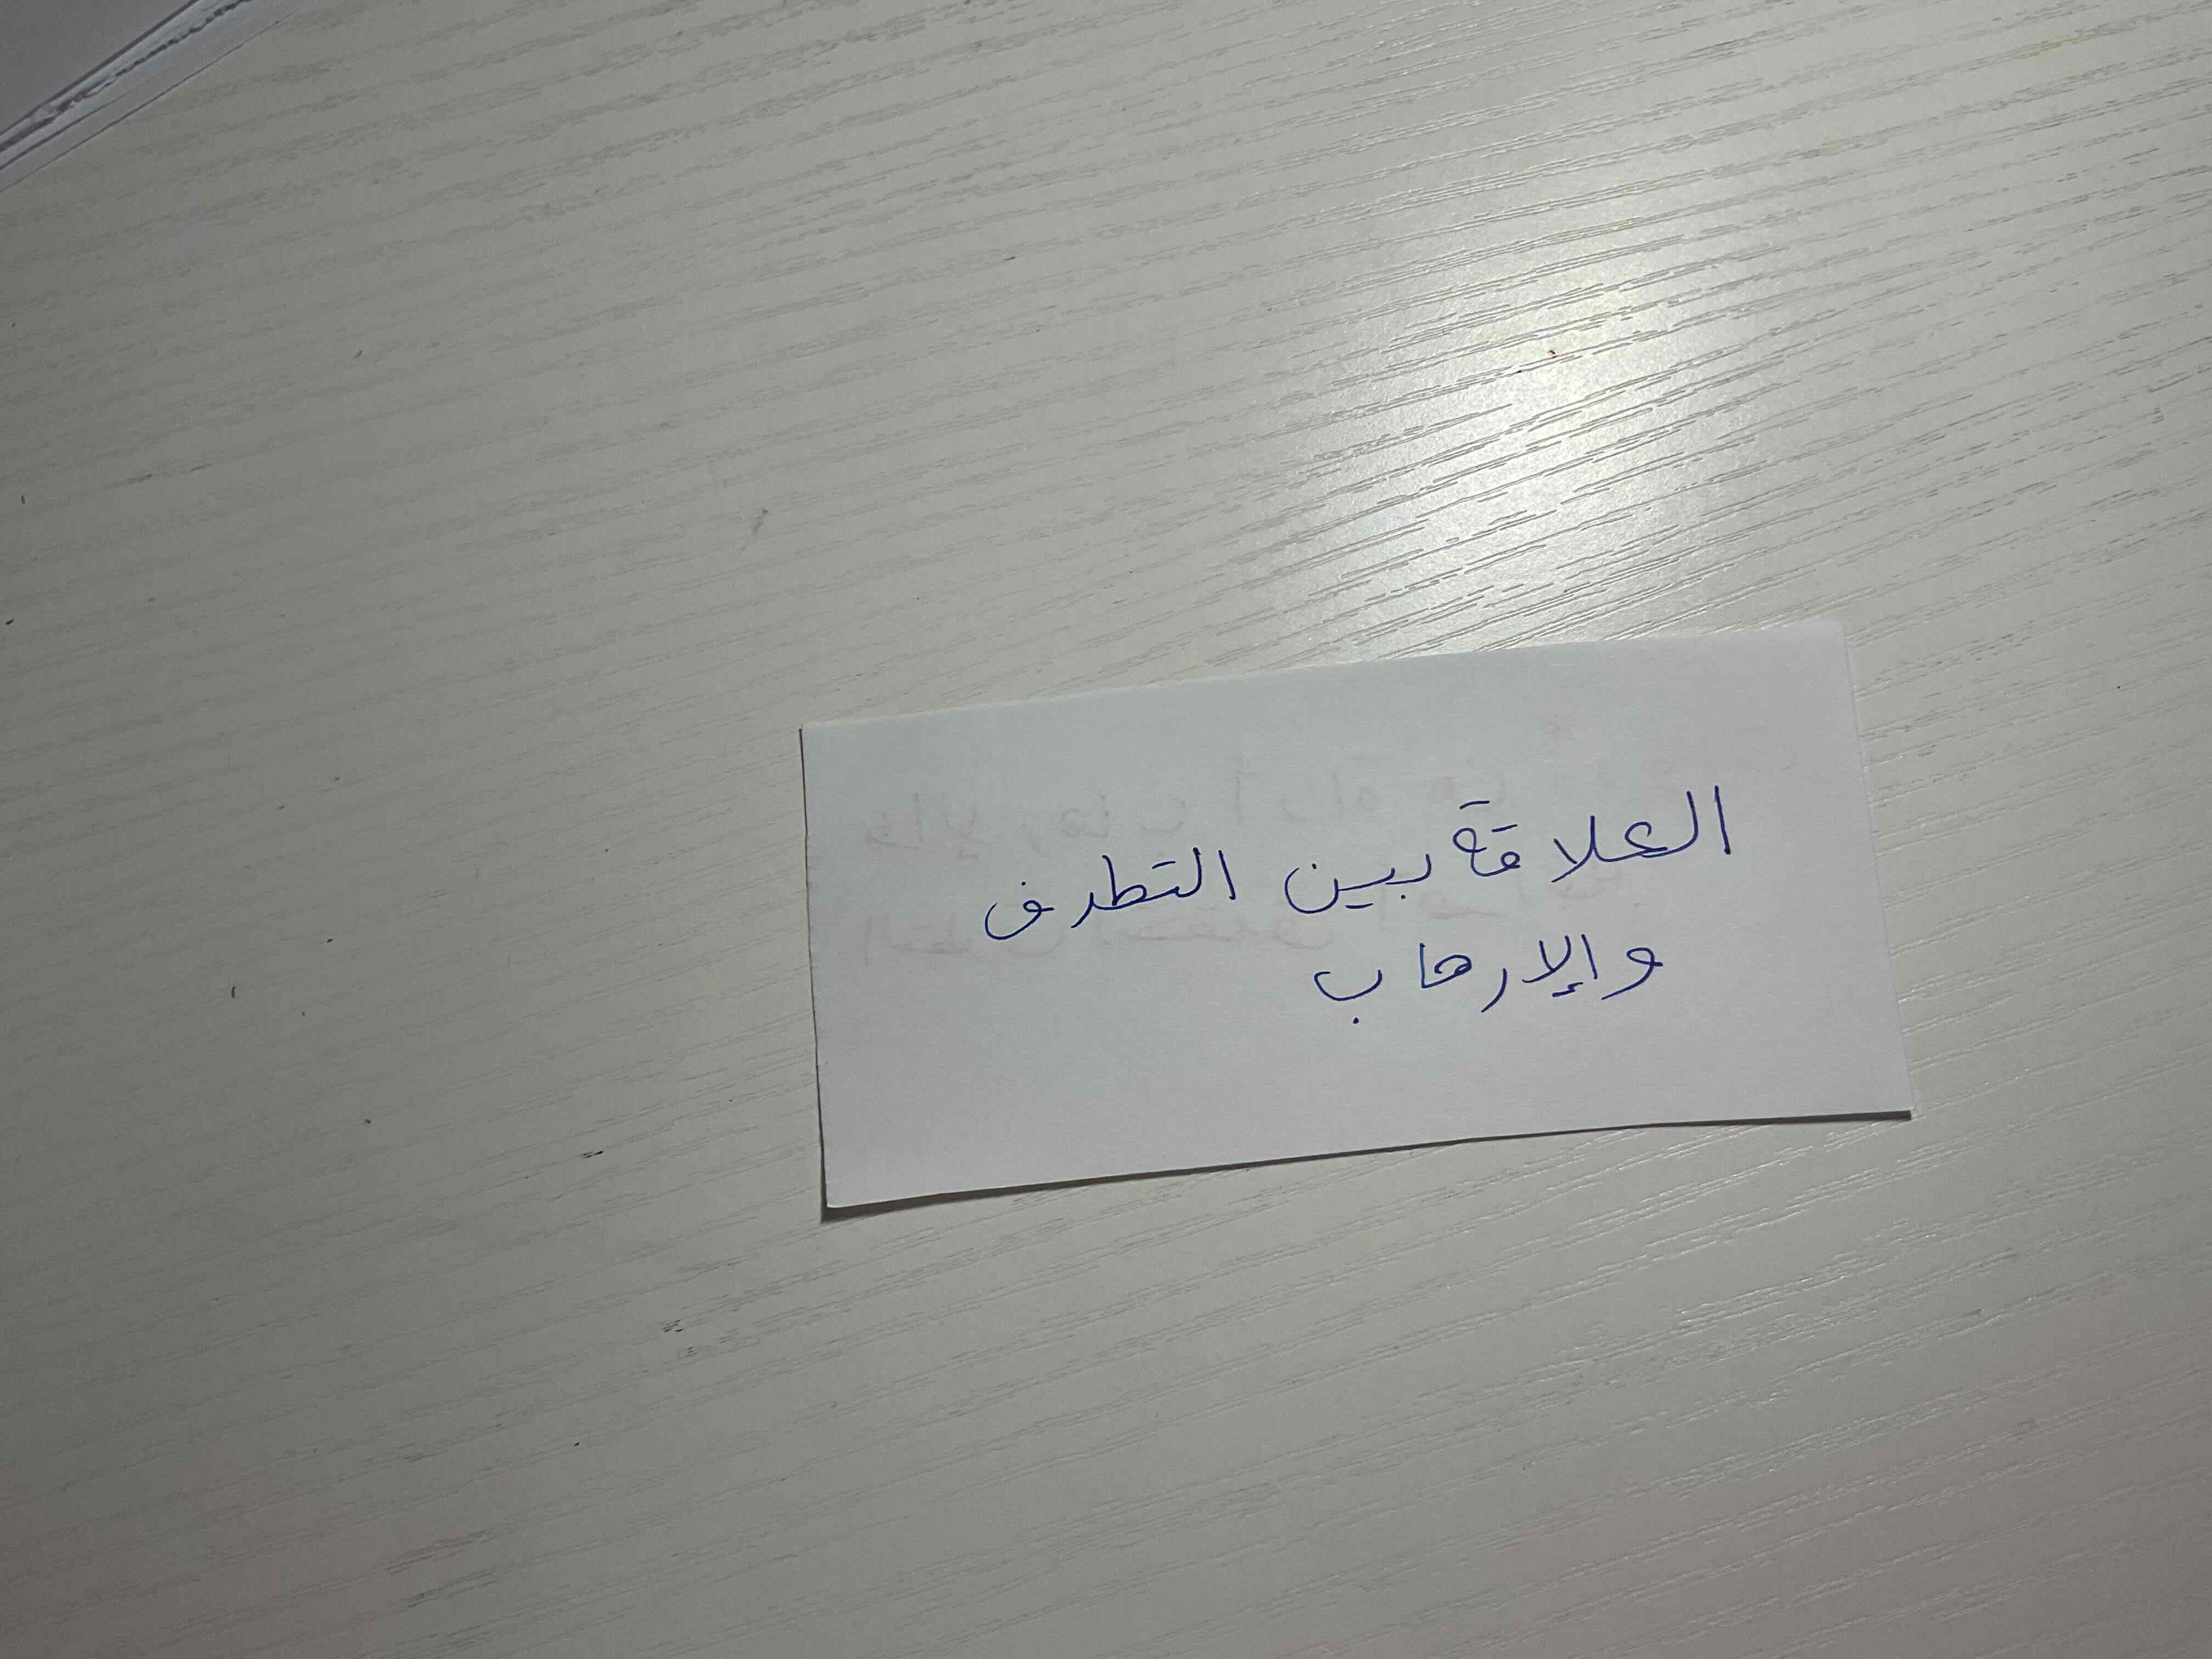 العلاقة بين التطرف
والإرهاب